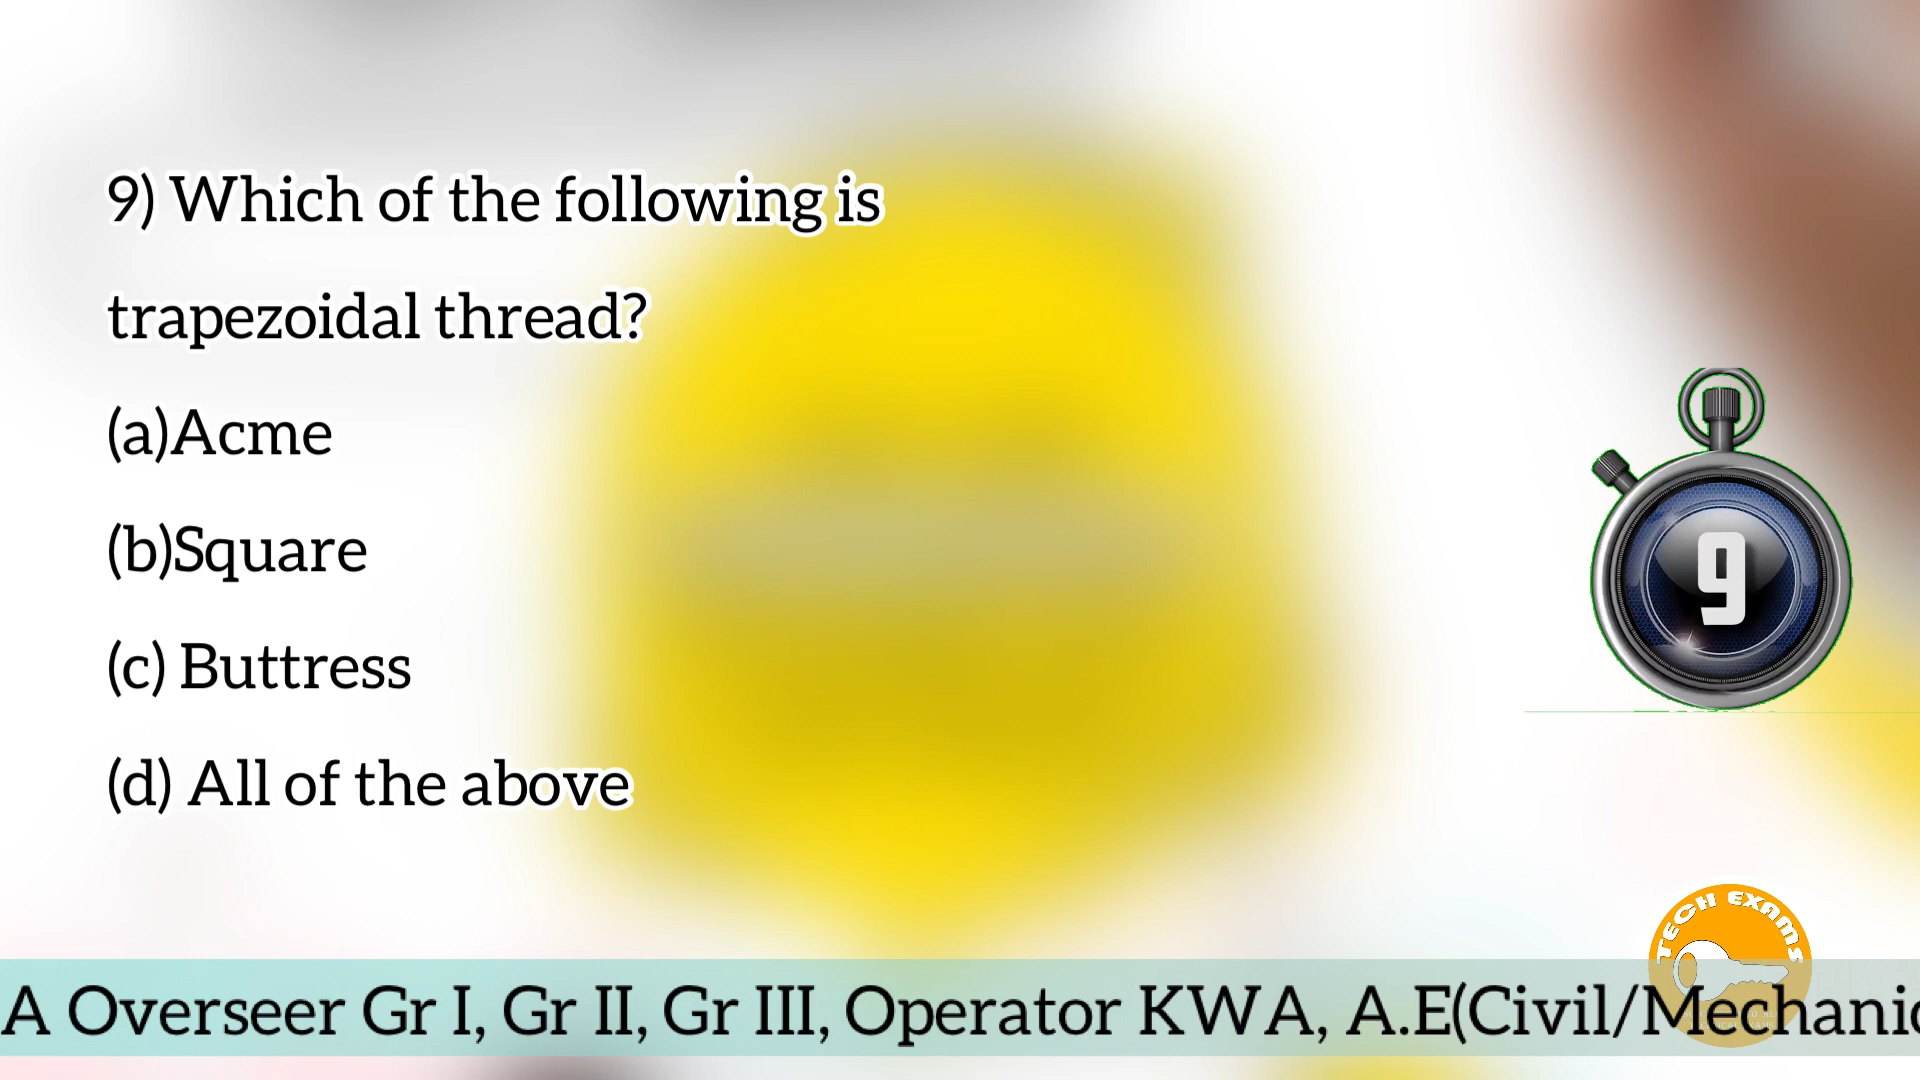 9) Which of the following is
trapezoidal thread?
(a)Acme
(b)Square
(c) Buttress
(d) All of the above
9
TECH EXAMS
A Overseer Gr I, Gr II, Gr III, Operator KWA, A.E(Civil/Mechanic